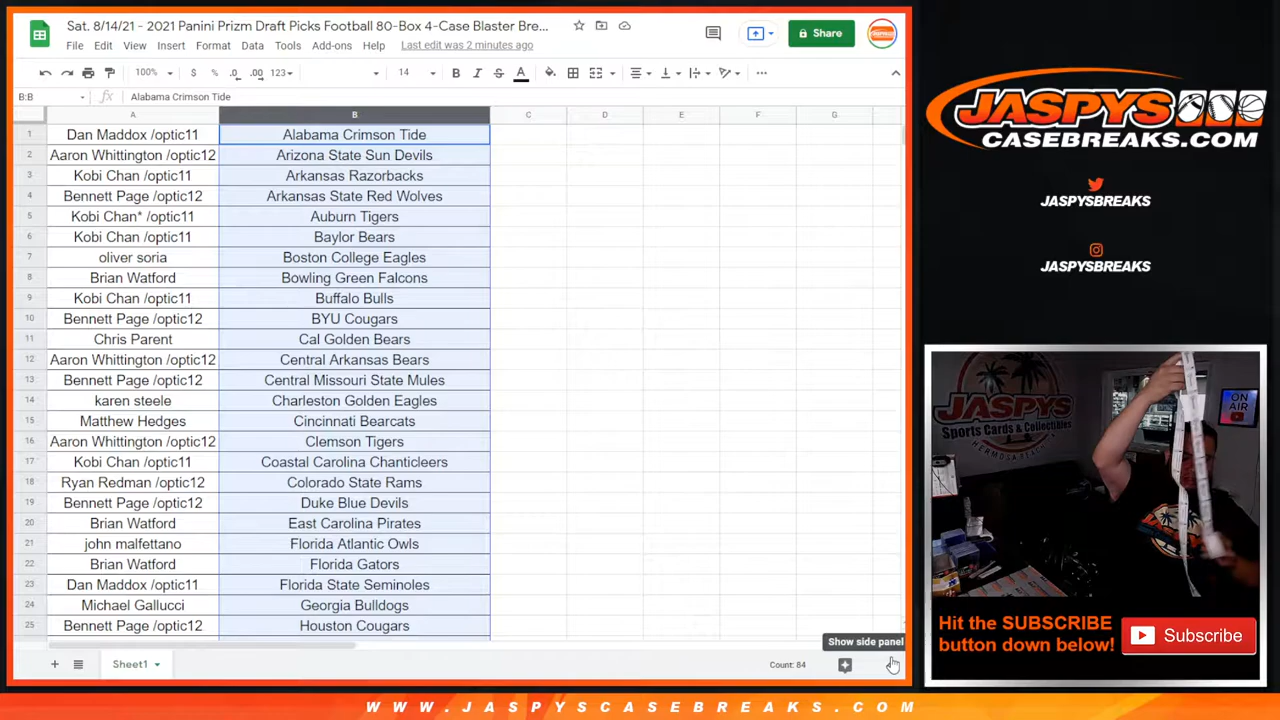 Sat. 8/14/21 - 2021 Panini Prizm Draft Picks Football 80-Box 4-Case Blaster Bre...
File Edit View Insert Format Data Tools Add-ons Help Last edit was 2 minutes ago
Share
100% $ % .0 .00 123 14 B I S A
B:B fx Alabama Crimson Tide
A B C D E F G
1 Dan Maddox /optic11 Alabama Crimson Tide
2 Aaron Whittington /optic12 Arizona State Sun Devils
3 Kobi Chan /optic11 Arkansas Razorbacks
4 Bennett Page /optic12 Arkansas State Red Wolves
5 Kobi Chan* /optic11 Auburn Tigers
6 Kobi Chan /optic11 Baylor Bears
7 oliver soria Boston College Eagles
8 Brian Watford Bowling Green Falcons
9 Kobi Chan /optic11 Buffalo Bulls
10 Bennett Page /optic12 BYU Cougars
11 Chris Parent Cal Golden Bears
12 Aaron Whittington /optic12 Central Arkansas Bears
13 Bennett Page /optic12 Central Missouri State Mules
14 karen steele Charleston Golden Eagles
15 Matthew Hedges Cincinnati Bearcats
16 Aaron Whittington /optic12 Clemson Tigers
17 Kobi Chan /optic11 Coastal Carolina Chanticleers
18 Ryan Redman /optic12 Colorado State Rams
19 Bennett Page /optic12 Duke Blue Devils
20 Brian Watford East Carolina Pirates
21 john malfettano Florida Atlantic Owls
22 Brian Watford Florida Gators
23 Dan Maddox /optic11 Florida State Seminoles
24 Michael Gallucci Georgia Bulldogs
25 Bennett Page /optic12 Houston Cougars
Show side panel
Sheet1 Count: 84
JASPYS
CASEBREAKS.COM
JASPYSBREAKS
JASPYSBREAKS
JASPYS
Sports Cards & Collectibles
HERMOSA BEACH
ON AIR
JASPYS
Hit the SUBSCRIBE
button down below!
Subscribe
WWW.JASPYSCASEBREAKS.COM